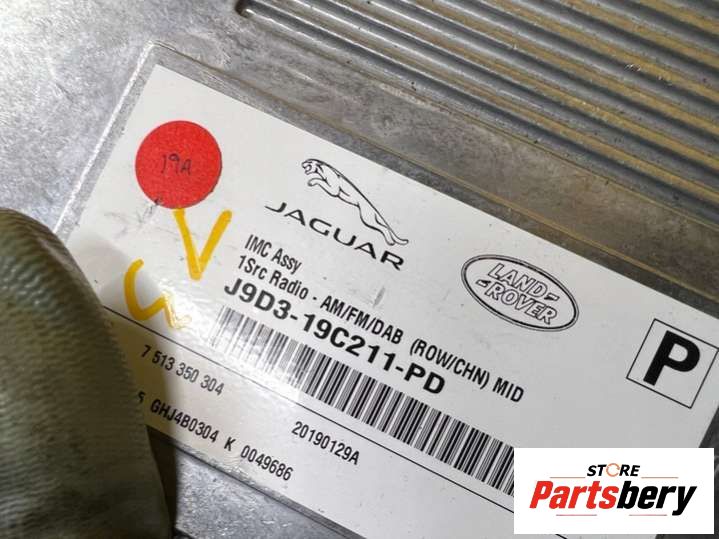 19A
JAGUAR
LAND-
-ROVER
IMC Assy
1Src Radio - AM/FM/DAB (ROW/CHN) MID
J9D3-19C211-PD
P
7 513 350 304
20190129A
5 GHJ4B0304 K 0049686
STORE
Partsbery